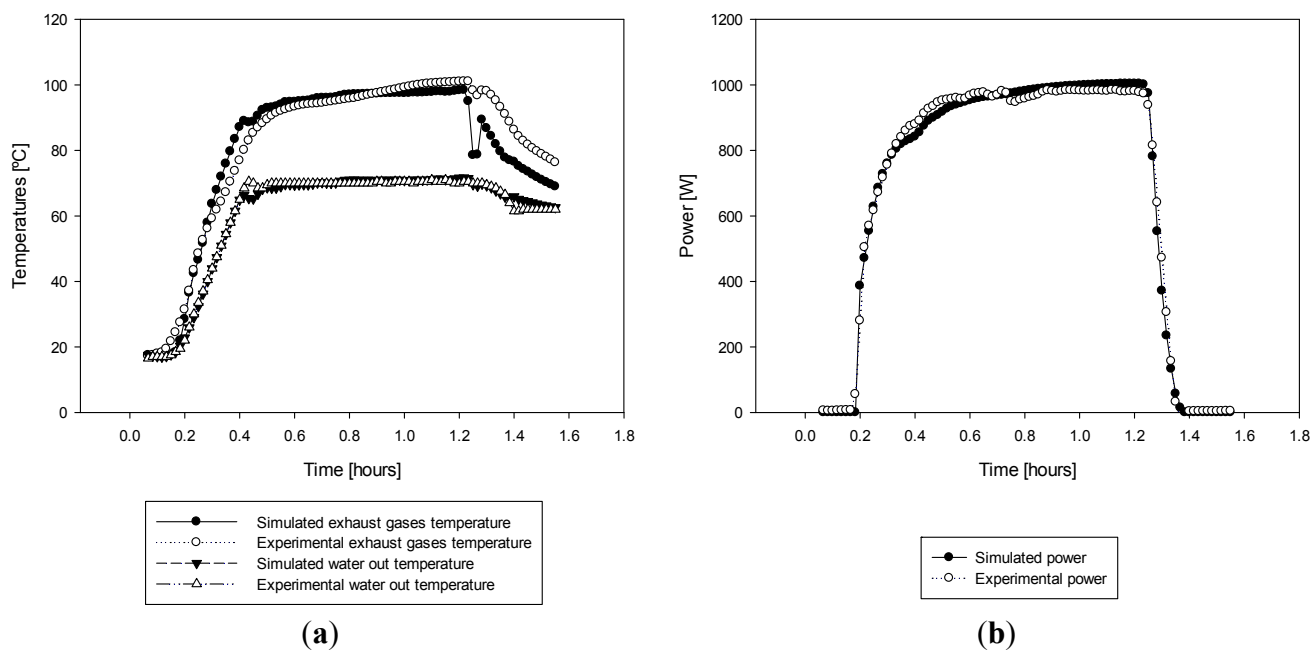 120
100
80
60
40
20
0
Temperatures [ºC]
0.0 0.2 0.4 0.6 0.8 1.0 1.2 1.4 1.6 1.8
Time [hours]
Simulated exhaust gases temperature
Experimental exhaust gases temperature
Simulated water out temperature
Experimental water out temperature
(a)
1200
1000
800
600
400
200
0
Power [W]
0.0 0.2 0.4 0.6 0.8 1.0 1.2 1.4 1.6 1.8
Time [hours]
Simulated power
Experimental power
(b)